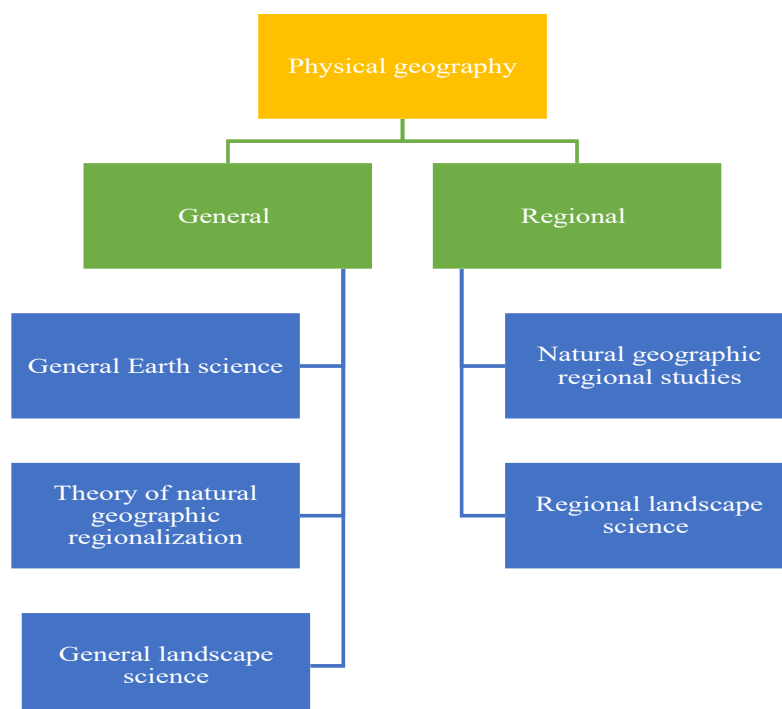 Physical geography
General
Regional
General Earth science
Theory of natural
geographic
regionalization
General landscape
science
Natural geographic
regional studies
Regional landscape
science